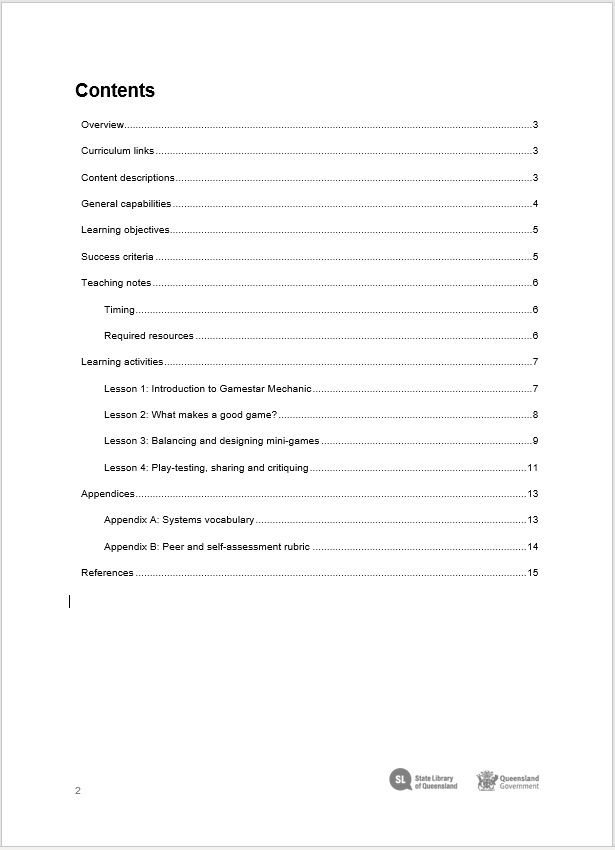 Contents
Overview...3
Curriculum links...3
Content descriptions...3
General capabilities...4
Learning objectives...5
Success criteria...5
Teaching notes...6
Timing...6
Required resources...6
Learning activities...7
Lesson 1: Introduction to Gamestar Mechanic...7
Lesson 2: What makes a good game?...8
Lesson 3: Balancing and designing mini-games...9
Lesson 4: Play-testing, sharing and critiquing...11
Appendices...13
Appendix A: Systems vocabulary...13
Appendix B: Peer and self-assessment rubric...14
References...15
2
SL State Library
of Queensland
Queensland
Government